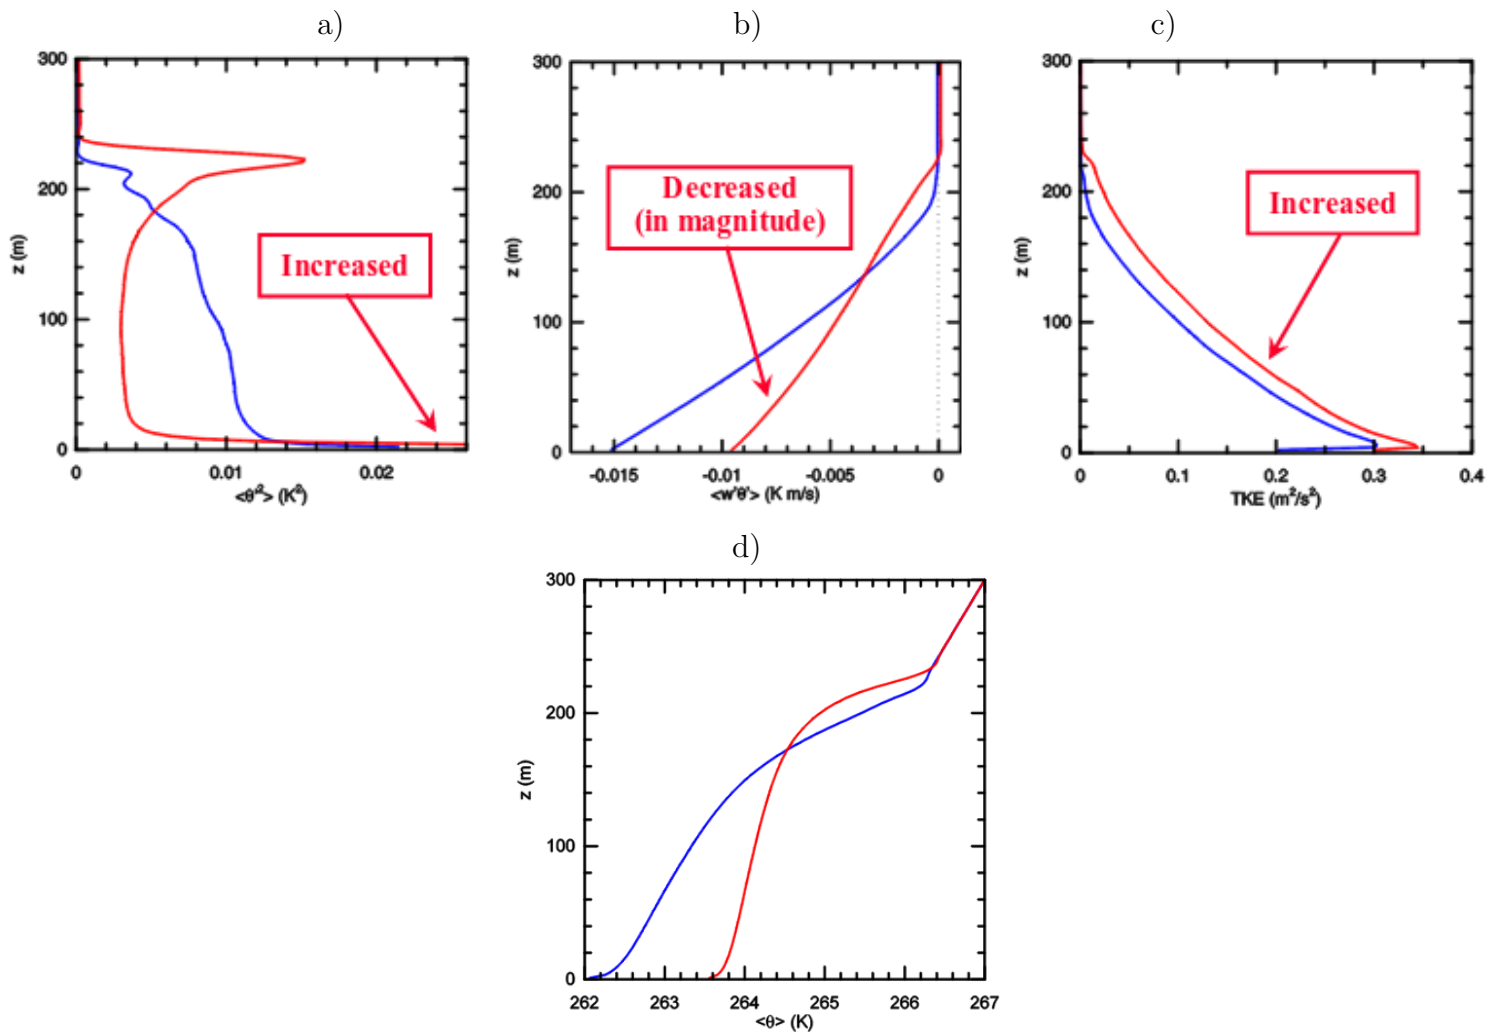 a)
b)
c)
300
200
100
0
z (m)
0
0.01
0.02
<θ'²> (K²)
Increased
300
200
100
0
z (m)
-0.015
-0.01
-0.005
0
<w'θ'> (K m/s)
Decreased
(in magnitude)
300
200
100
0
z (m)
0
0.1
0.2
0.3
0.4
TKE (m²/s²)
Increased
d)
300
200
100
0
z (m)
262
263
264
265
266
267
<θ> (K)